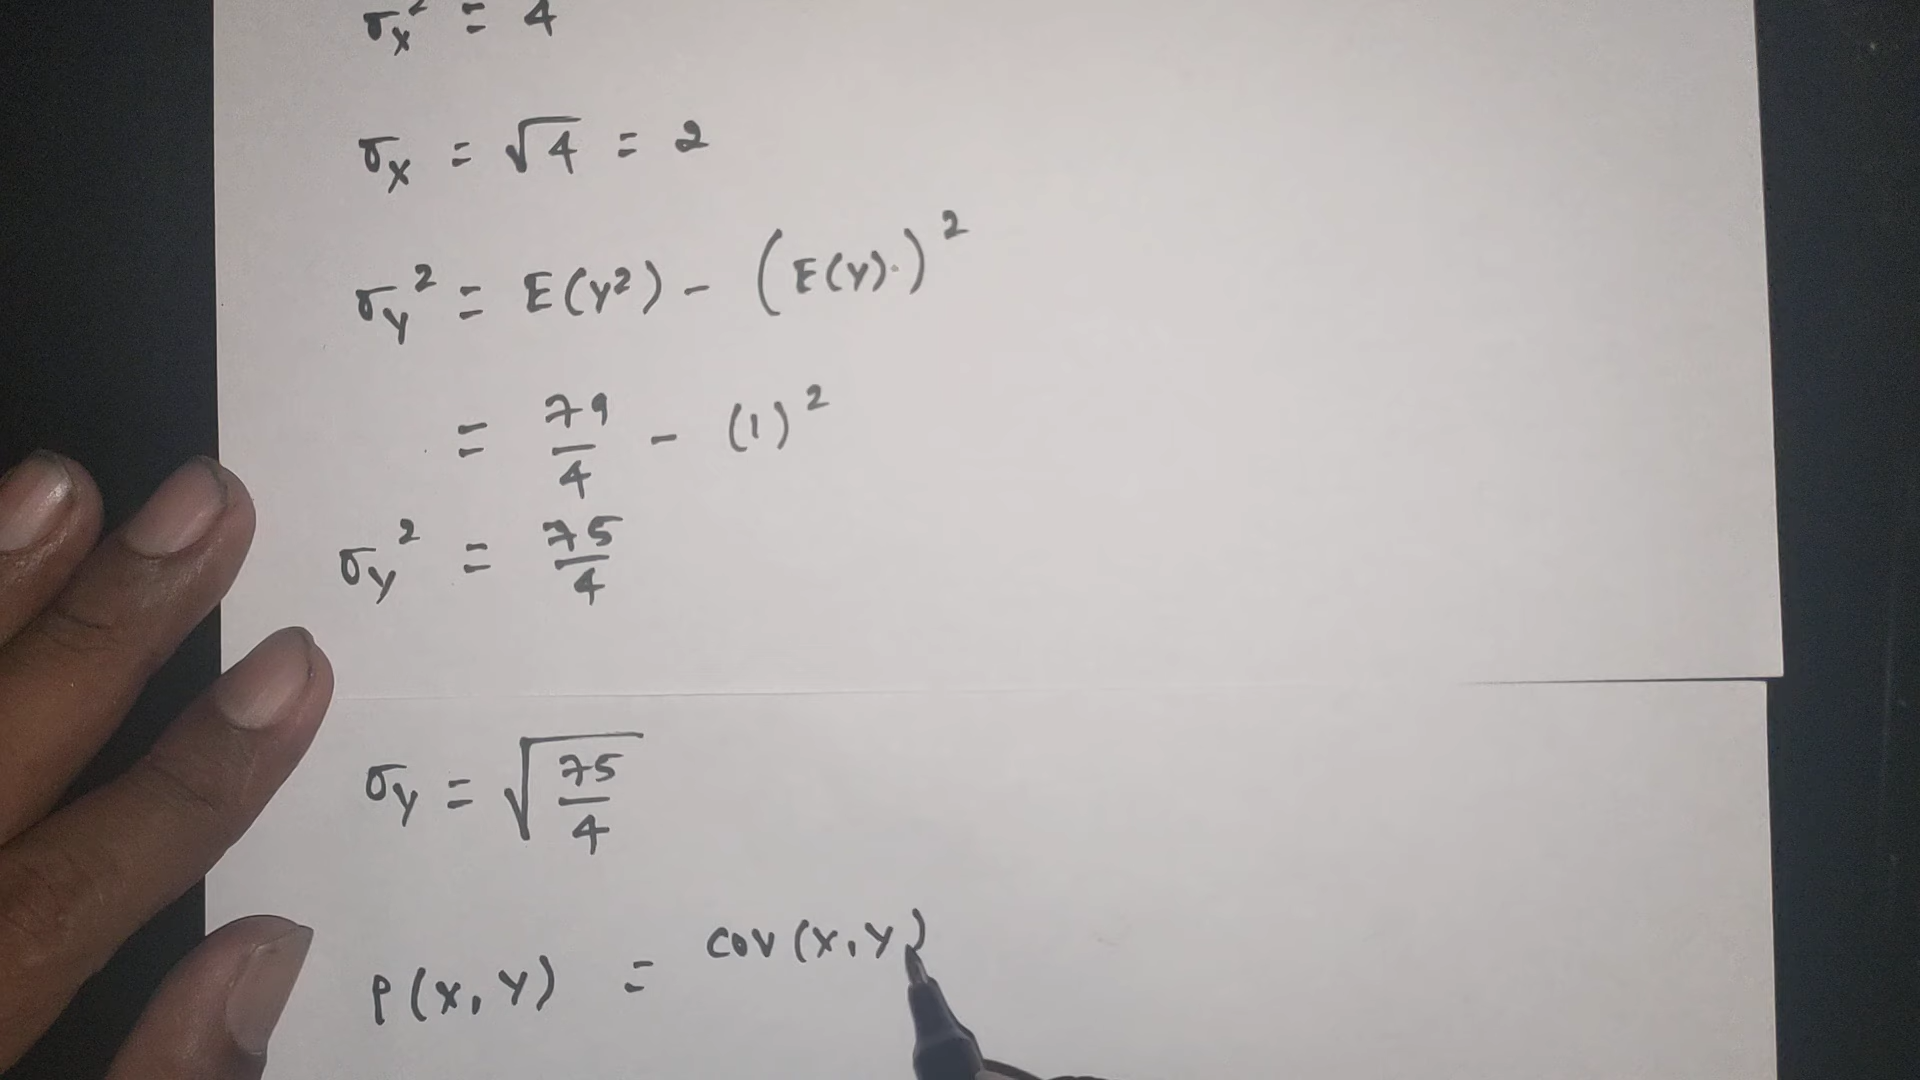 σx² = 4
σx = √4 = 2
σy² = E(y²) - (E(y).)²
= 79/4 - (1)²
σy² = 75/4
σy = √75/4
ρ(x, y) = cov(x, y)